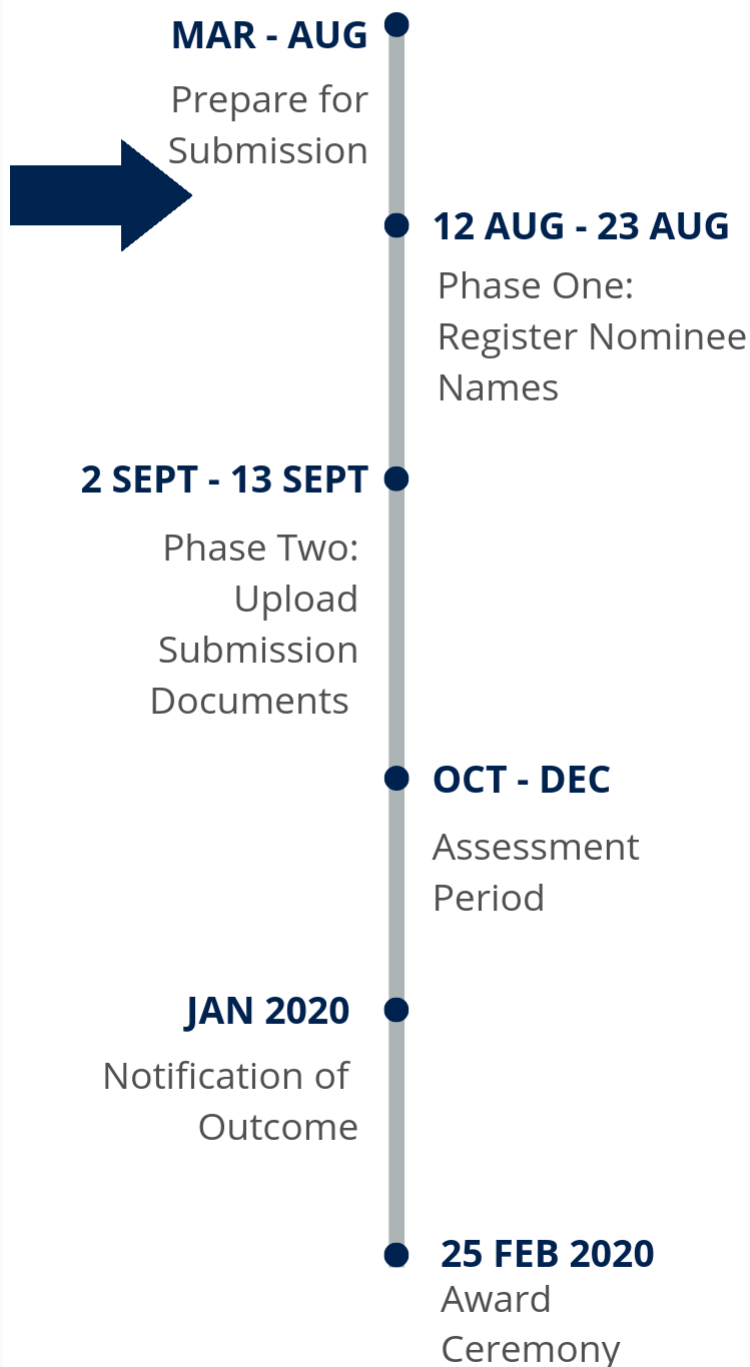 MAR - AUG
Prepare for
Submission
12 AUG - 23 AUG
Phase One:
Register Nominee
Names
2 SEPT - 13 SEPT
Phase Two:
Upload
Submission
Documents
OCT - DEC
Assessment
Period
JAN 2020
Notification of
Outcome
25 FEB 2020
Award
Ceremony